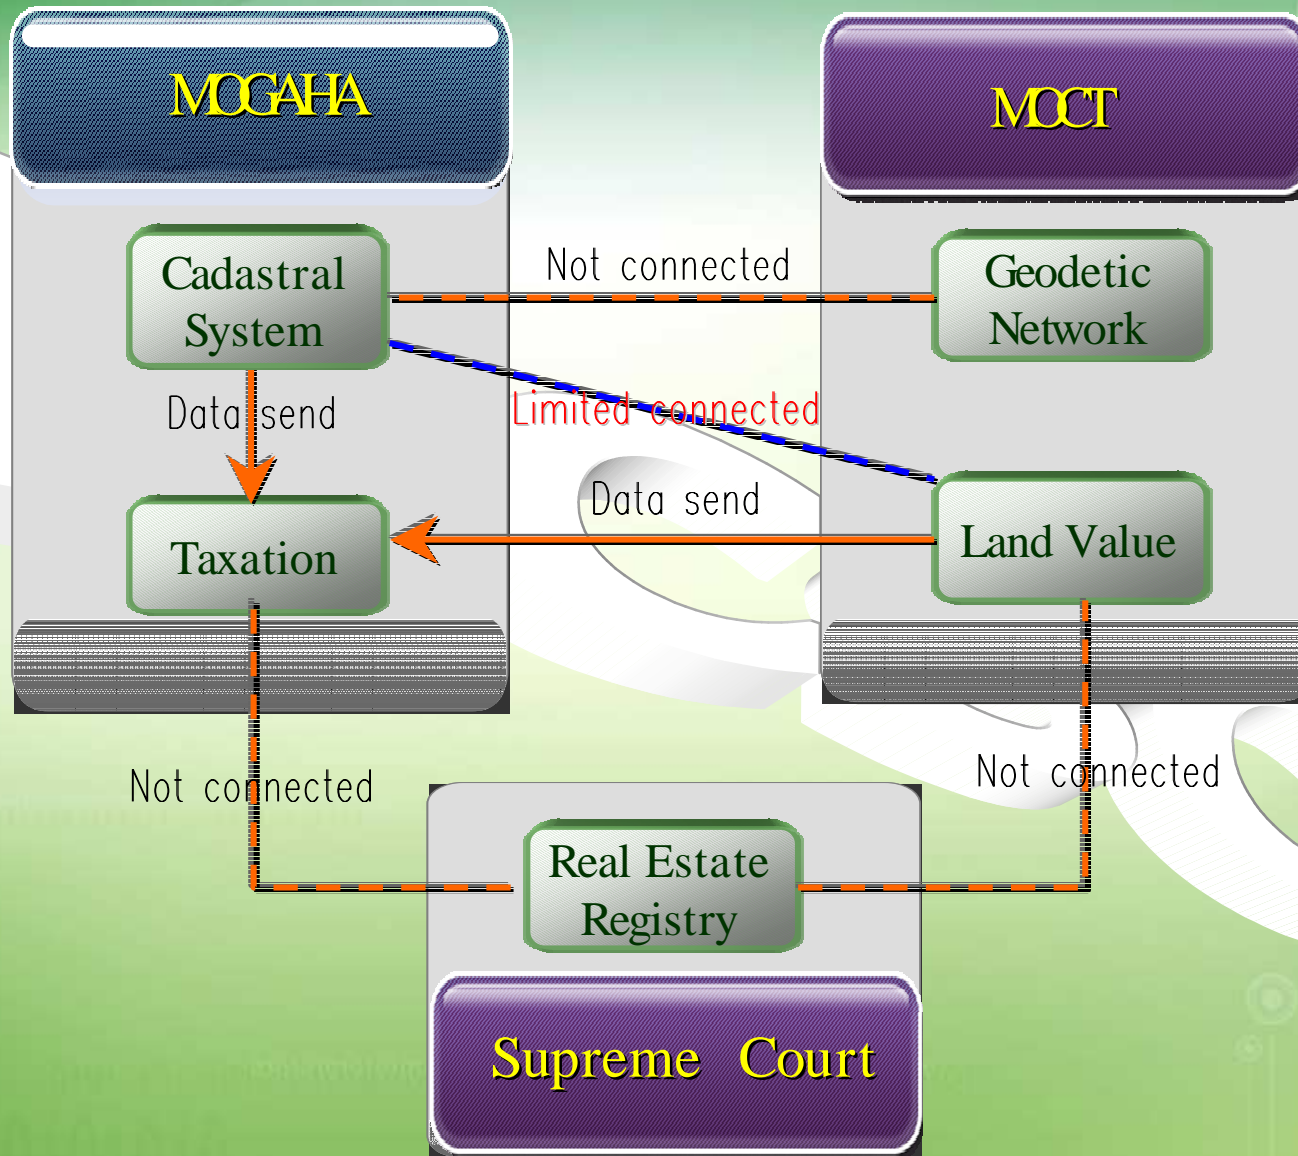 MOGAHA
MOCT
Cadastral
System
Not connected
Geodetic
Network
Data send
Limited connected
Data send
Taxation
Land Value
Not connected
Not connected
Real Estate
Registry
Supreme Court